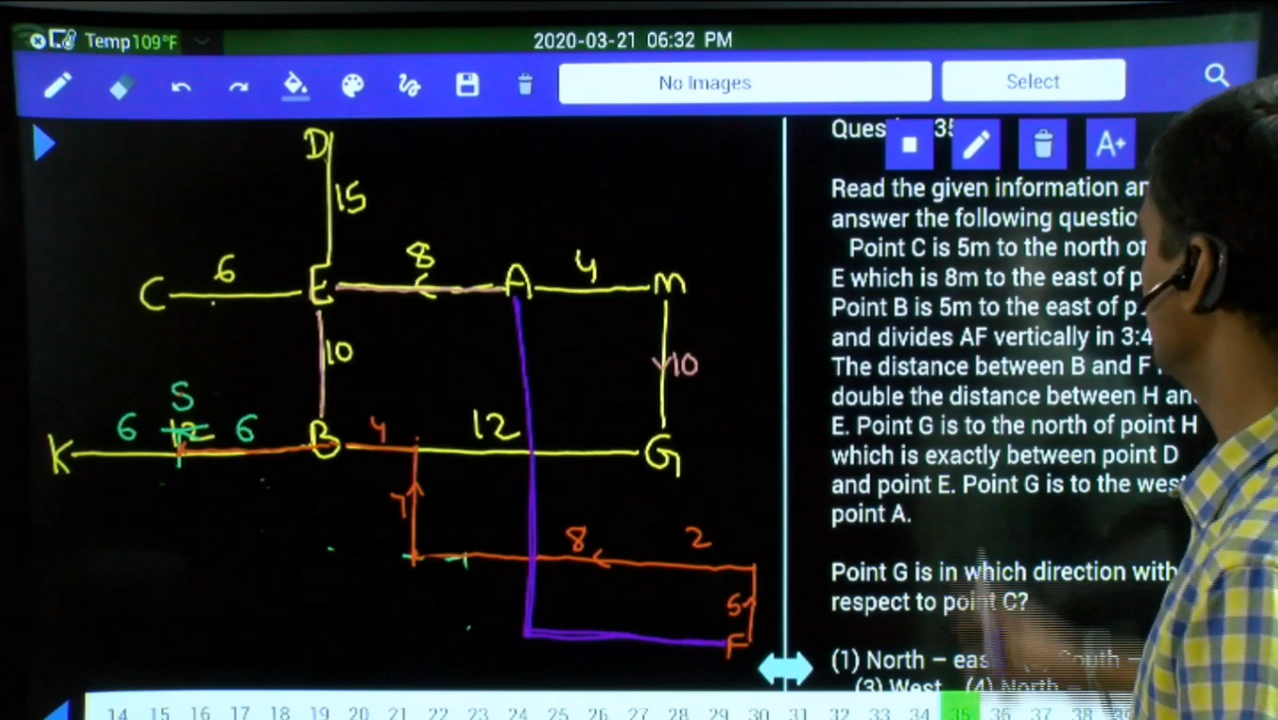 Temp 109°F
2020-03-21 06:32 PM
No Images
Select
A+
D
15
C 6 E 8 A 4 M
10
10
S
K 6 12 6 B 4 12 G
7
8 2
5
F
Ques 35
Read the given information an
answer the following questio
Point C is 5m to the north o
E which is 8m to the east of p
Point B is 5m to the east of p
and divides AF vertically in 3:4
The distance between B and F
double the distance between H an
E. Point G is to the north of point H
which is exactly between point D
and point E. Point G is to the wes
point A.
Point G is in which direction with
respect to point C?
(1) North – eas South –
(3) West (4) North –
14 15 16 17 18 9 20 22 23 24 25 26 27 28 29 30 31 32 33 34 35 36 37 38